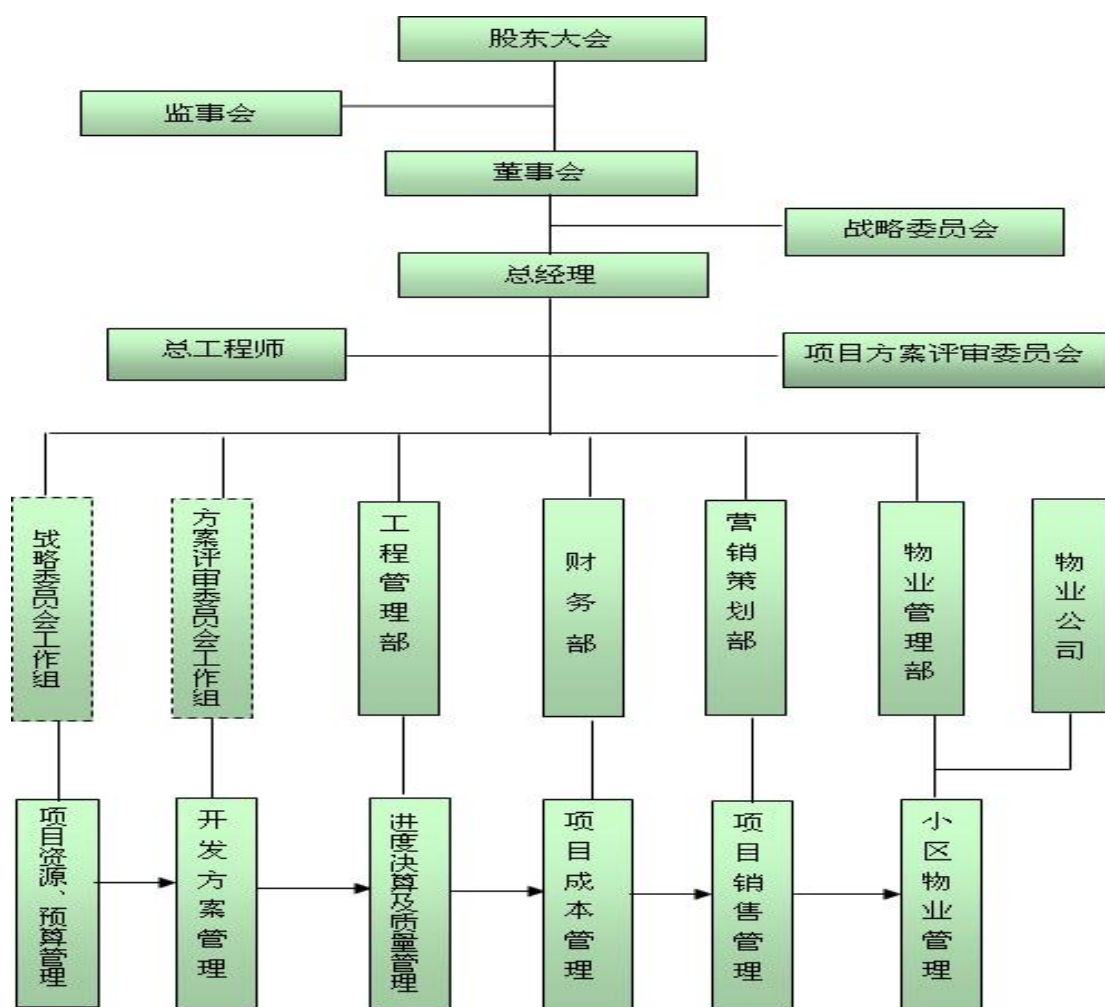 股东大会
监事会
董事会
战略委员会
总经理
总工程师
项目方案评审委员会
战略委员会工作组
方案评审委员会工作组
工程管理部
财务部
营销策划部
物业管理部
物业公司
项目资源、预算管理
开发方案管理
进度决算及质量管理
项目成本管理
项目销售管理
小区物业管理